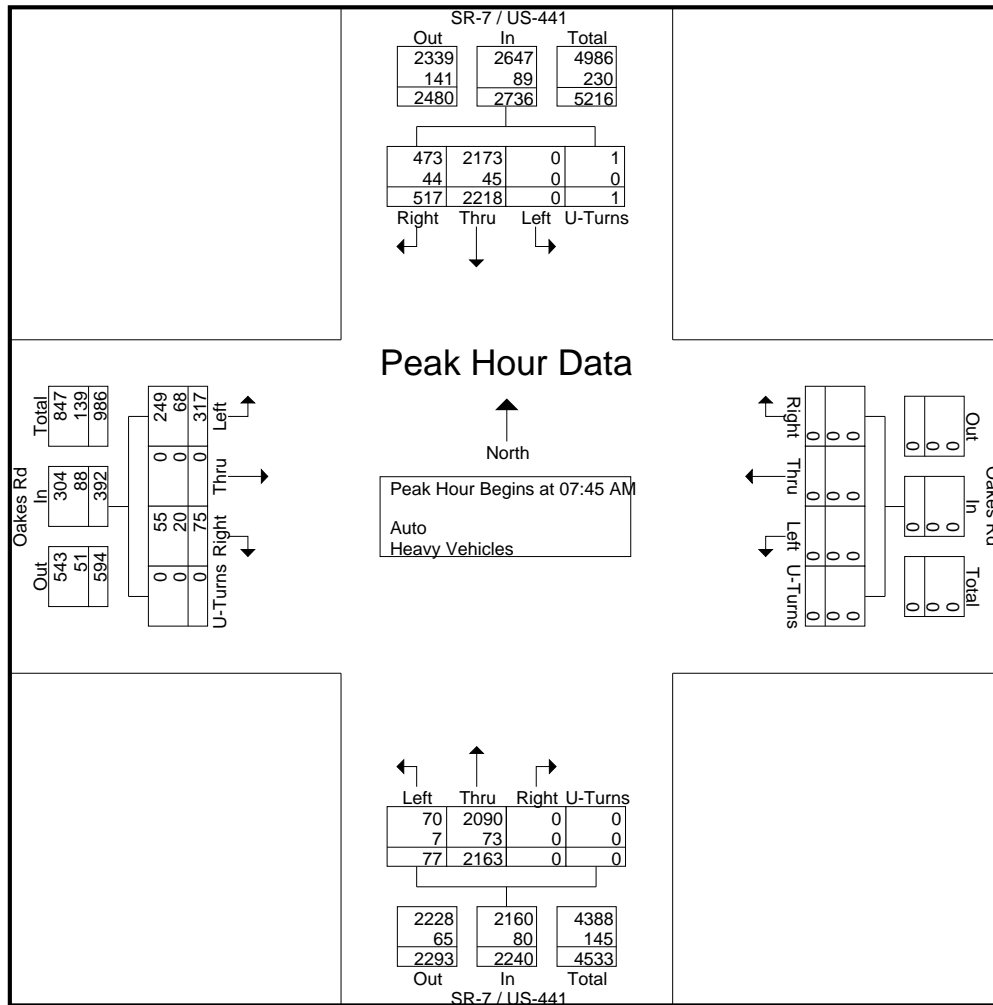 SR-7 / US-441
Out In Total
2339 2647 4986
141 89 230
2480 2736 5216
473 2173 0 1
44 45 0 0
517 2218 0 1
Right Thru Left U-Turns
Peak Hour Data
North
Peak Hour Begins at 07:45 AM
Auto
Heavy Vehicles
Oakes Rd
Out In Total
543 304 847
51 88 139
594 392 986
U-Turns Right Thru Left
0 55 0 249
0 20 0 68
0 75 0 317
Oakes Rd
Out In Total
0 0 0
0 0 0
0 0 0
Right Thru Left U-Turns
0 0 0 0
0 0 0 0
0 0 0 0
Left Thru Right U-Turns
70 2090 0 0
7 73 0 0
77 2163 0 0
2228 2160 4388
65 80 145
2293 2240 4533
Out In Total
SR-7 / US-441